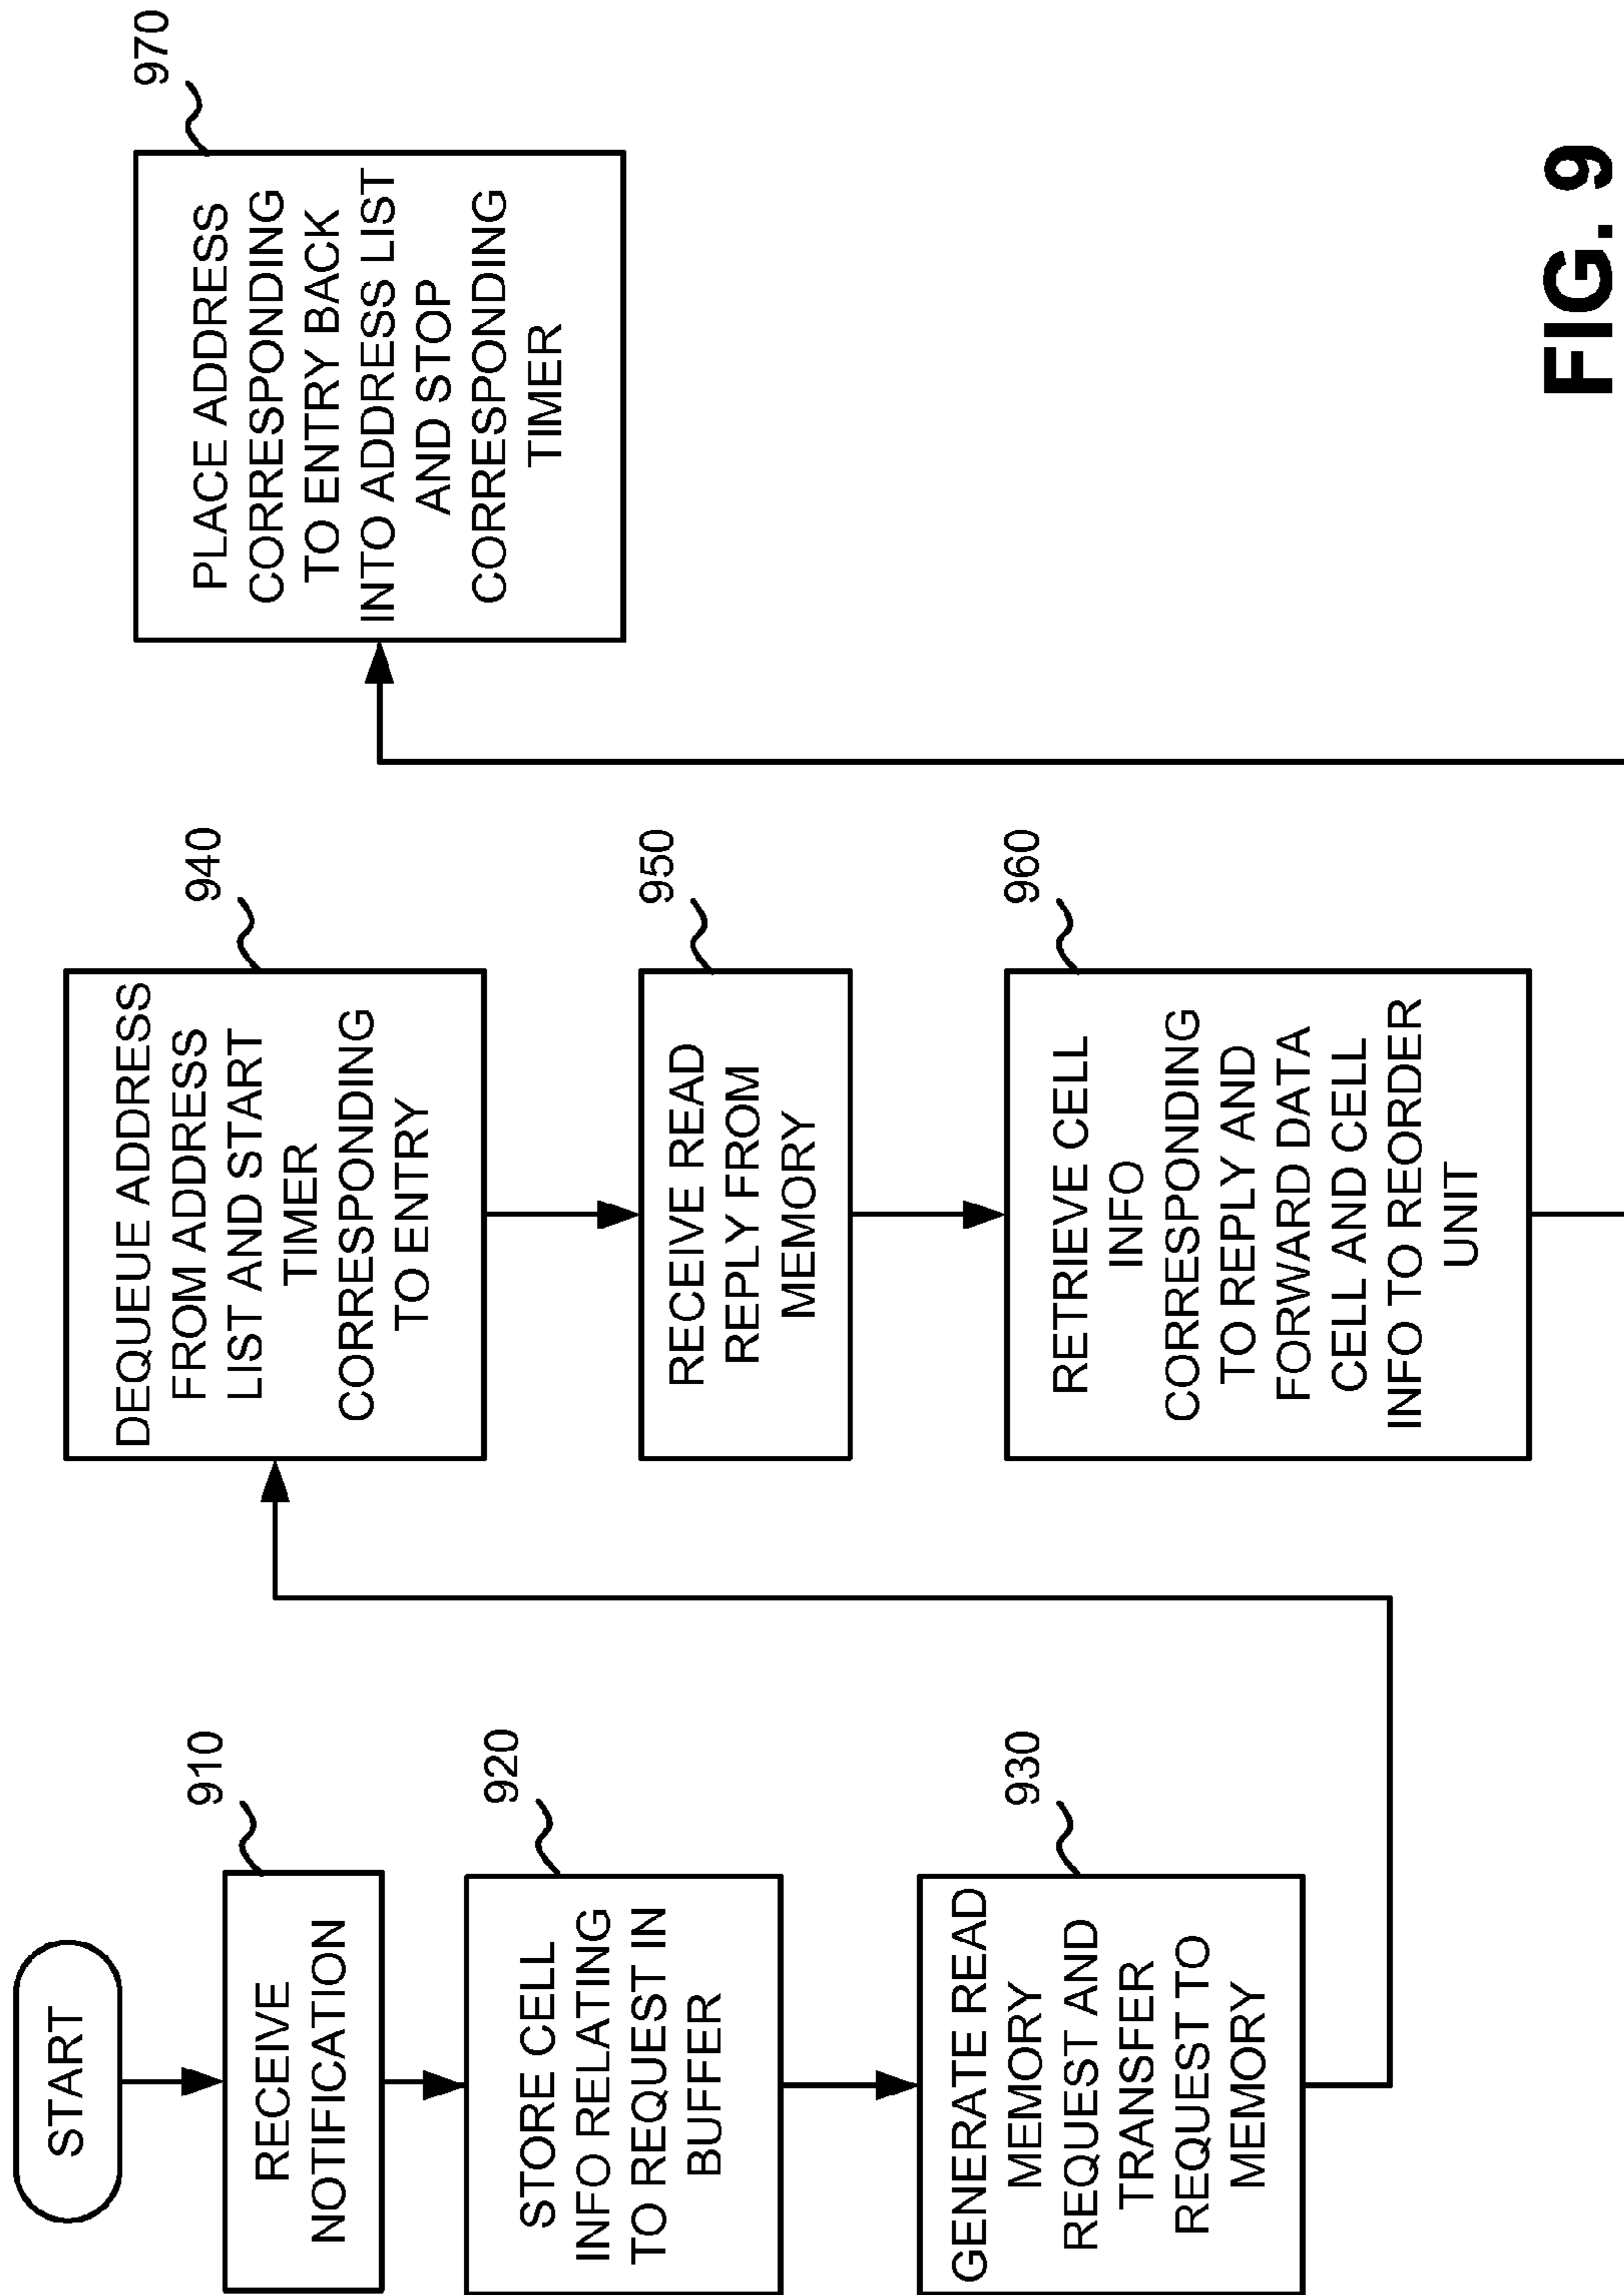 START
910
RECEIVE
NOTIFICATION
920
STORE CELL
INFO RELATING
TO REQUEST IN
BUFFER
930
GENERATE READ
MEMORY
REQUEST AND
TRANSFER
REQUEST TO
MEMORY
940
DEQUEUE ADDRESS
FROM ADDRESS
LIST AND START
TIMER
CORRESPONDING
TO ENTRY
950
RECEIVE READ
REPLY FROM
MEMORY
960
RETRIEVE CELL
INFO
CORRESPONDING
TO REPLY AND
FORWARD DATA
CELL AND CELL
INFO TO REORDER
UNIT
970
PLACE ADDRESS
CORRESPONDING
TO ENTRY BACK
INTO ADDRESS LIST
AND STOP
CORRESPONDING
TIMER
FIG. 9